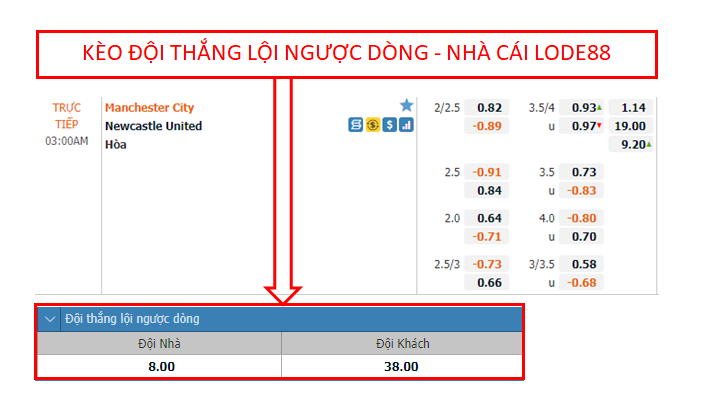 KÈO ĐỘI THẮNG LỘI NGƯỢC DÒNG - NHÀ CÁI LODE88
TRỰC Manchester City 2/2.5 0.82 3.5/4 0.93 1.14
TIẾP Newcastle United -0.89 u 0.97 19.00
03:00AM Hòa 9.20
2.5 -0.91 3.5 0.73
0.84 u -0.83
2.0 0.64 4.0 -0.80
-0.71 u 0.70
2.5/3 -0.73 3/3.5 0.58
0.66 u -0.68
Đội thắng lội ngược dòng
Đội Nhà Đội Khách
8.00 38.00